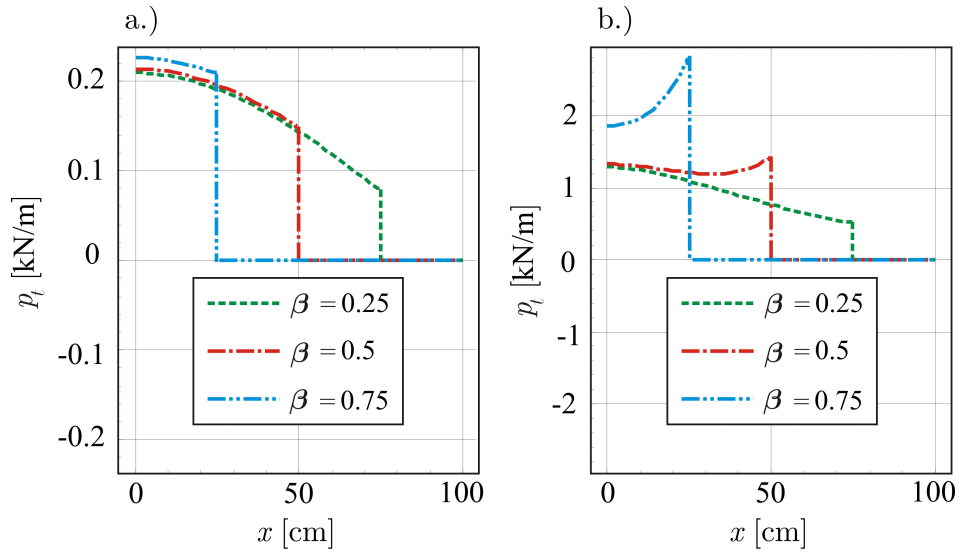 a.)
b.)
0.2
0.1
0
-0.1
-0.2
p_t [kN/m]
β = 0.25
β = 0.5
β = 0.75
0 50 100
x [cm]
2
1
0
-1
-2
p_t [kN/m]
β = 0.25
β = 0.5
β = 0.75
0 50 100
x [cm]